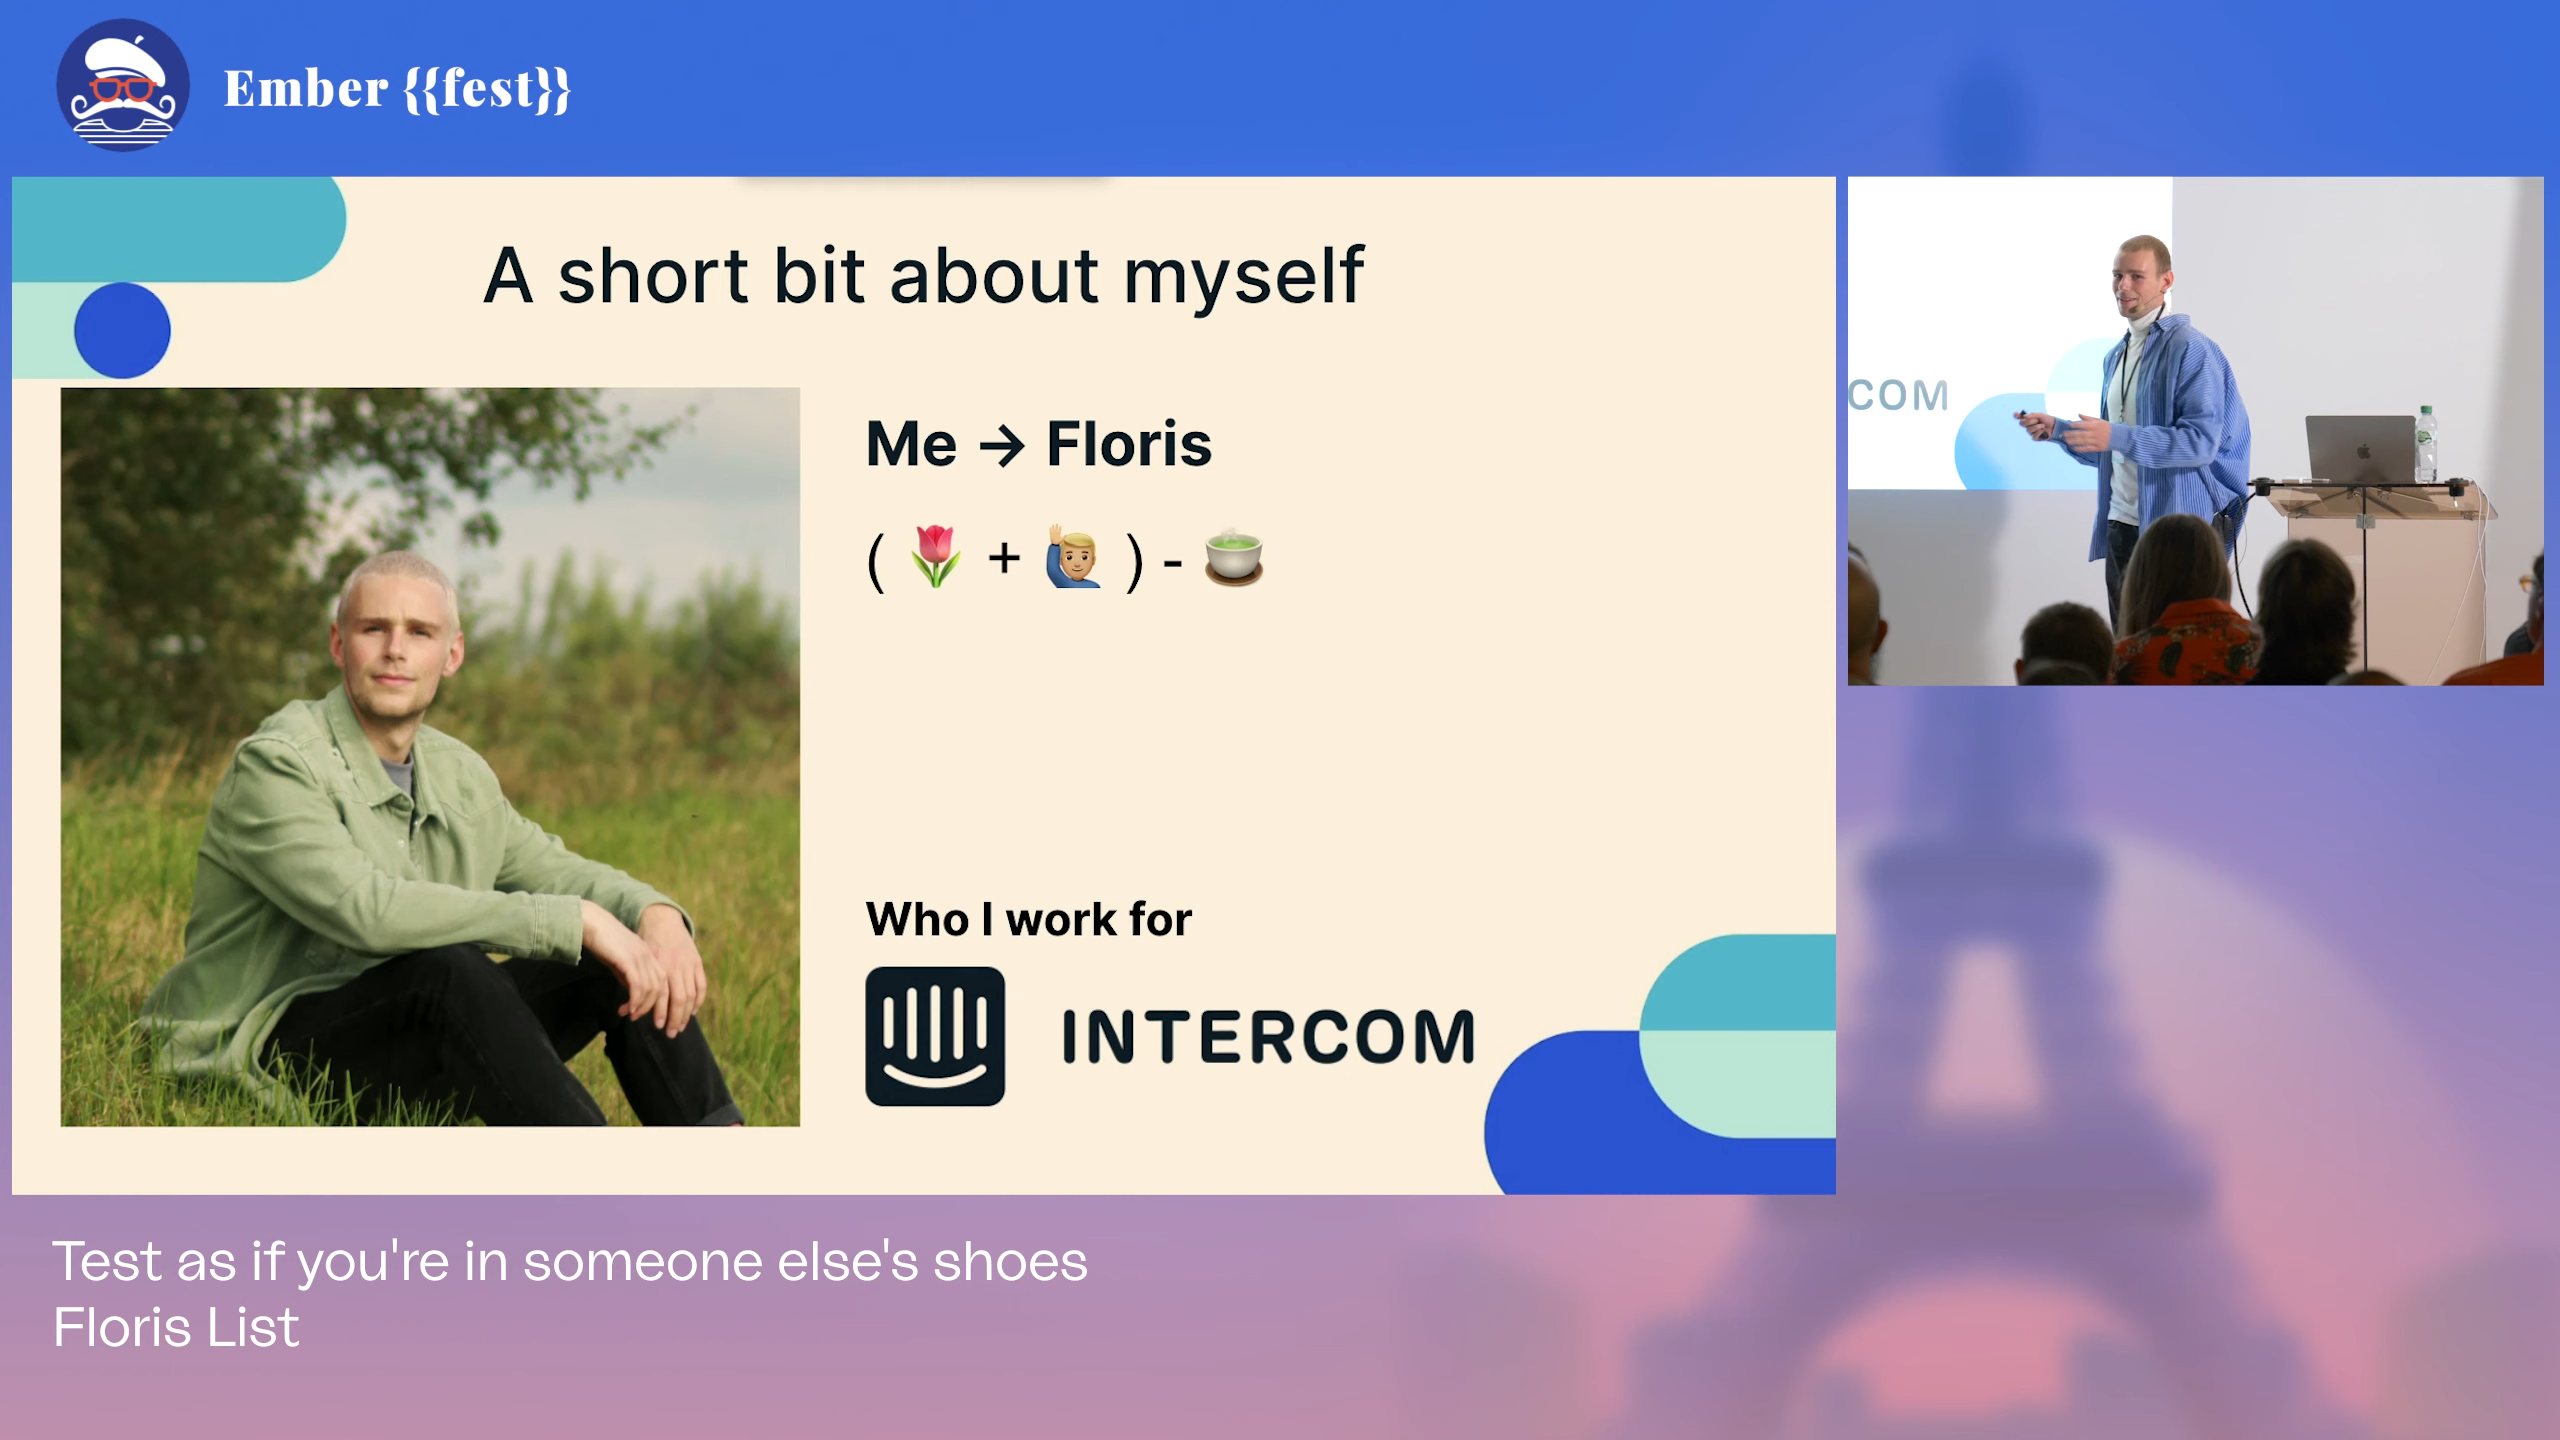 Ember {{fest}}
A short bit about myself
Me → Floris
( 🌷 + 🙋🏼‍♂️ ) - 🍵
Who I work for
INTERCOM
COM
Test as if you're in someone else's shoes
Floris List